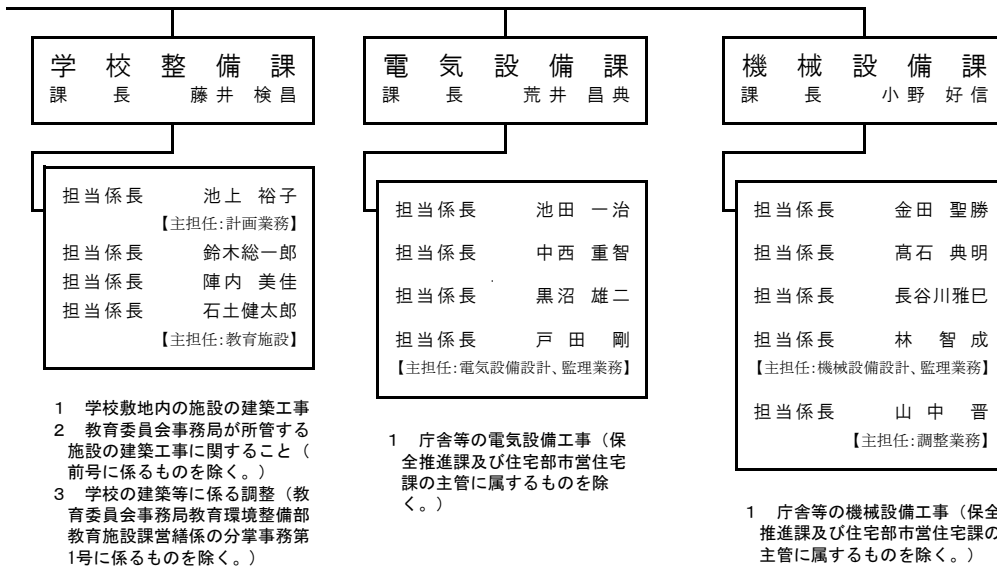 学校整備課
課長 藤井 検昌
担当係長 池上 裕子
【主担任:計画業務】
担当係長 鈴木総一郎
担当係長 陣内 美佳
担当係長 石土健太郎
【主担任:教育施設】
1 学校敷地内の施設の建築工事
2 教育委員会事務局が所管する
施設の建築工事に関すること（
前号に係るものを除く。）
3 学校の建築等に係る調整（教
育委員会事務局教育環境整備部
教育施設課営繕係の分掌事務第
1号に係るものを除く。）
電気設備課
課長 荒井 昌典
担当係長 池田 一治
担当係長 中西 重智
担当係長 黒沼 雄二
担当係長 戸田 剛
【主担任:電気設備設計、監理業務】
1 庁舎等の電気設備工事（保
全推進課及び住宅部市営住宅
課の主管に属するものを除
く。）
機械設備課
課長 小野 好信
担当係長 金田 聖勝
担当係長 髙石 典明
担当係長 長谷川雅巳
担当係長 林 智成
【主担任:機械設備設計、監理業務】
担当係長 山中 晋
【主担任:調整業務】
1 庁舎等の機械設備工事（保全
推進課及び住宅部市営住宅課の
主管に属するものを除く。）